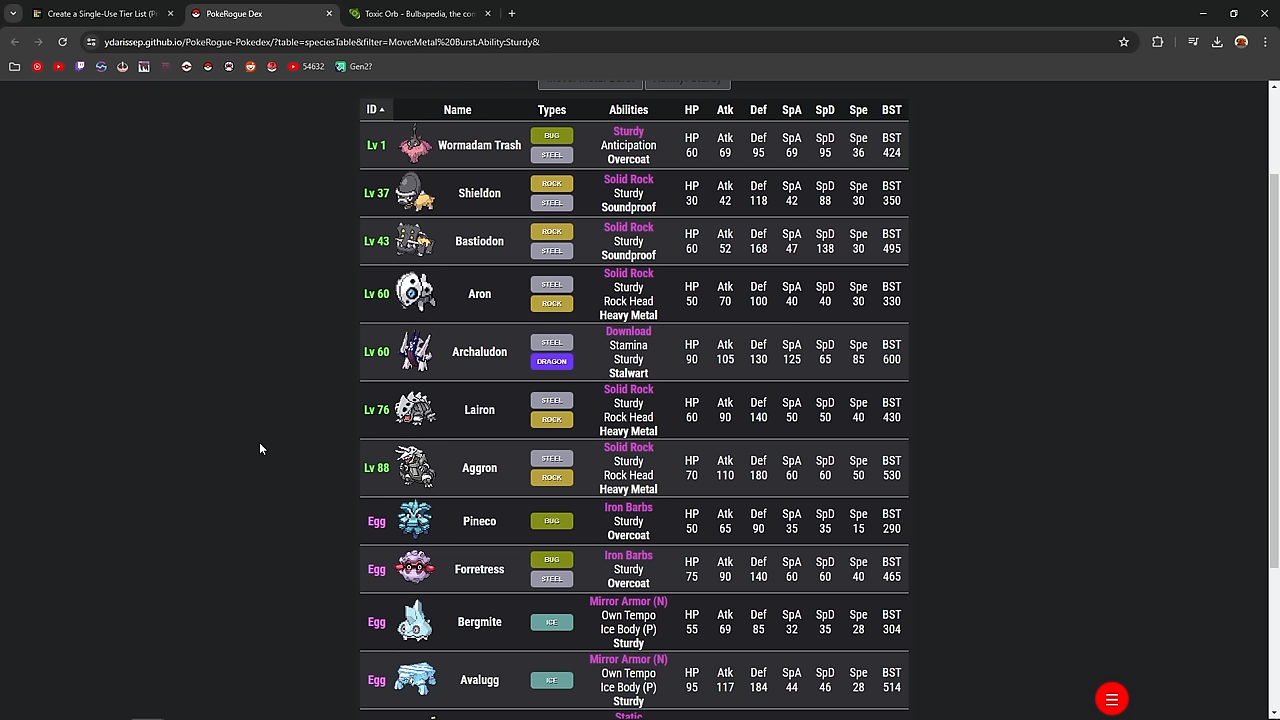 Create a Single-Use Tier List (P
PokeRogue Dex
Toxic Orb - Bulbapedia, the con
ydarissep.github.io/PokeRogue-Pokedex/?table=speciesTable&filter=Move:Metal%20Burst,Ability:Sturdy&
54632
Gen2?
ID Name Types Abilities HP Atk Def SpA SpD Spe BST
Lv 1 Wormadam Trash
BUG
STEEL
Sturdy
Anticipation
Overcoat
HP Atk Def SpA SpD Spe BST
60 69 95 69 95 36 424
Lv 37 Shieldon
ROCK
STEEL
Solid Rock
Sturdy
Soundproof
HP Atk Def SpA SpD Spe BST
30 42 118 42 88 30 350
Lv 43 Bastiodon
ROCK
STEEL
Solid Rock
Sturdy
Soundproof
HP Atk Def SpA SpD Spe BST
60 52 168 47 138 30 495
Lv 60 Aron
STEEL
ROCK
Solid Rock
Sturdy
Rock Head
Heavy Metal
HP Atk Def SpA SpD Spe BST
50 70 100 40 40 30 330
Lv 60 Archaludon
STEEL
DRAGON
Download
Stamina
Sturdy
Stalwart
HP Atk Def SpA SpD Spe BST
90 105 130 125 65 85 600
Lv 76 Lairon
STEEL
ROCK
Solid Rock
Sturdy
Rock Head
Heavy Metal
HP Atk Def SpA SpD Spe BST
60 90 140 50 50 40 430
Lv 88 Aggron
STEEL
ROCK
Solid Rock
Sturdy
Rock Head
Heavy Metal
HP Atk Def SpA SpD Spe BST
70 110 180 60 60 50 530
Egg Pineco
BUG
Iron Barbs
Sturdy
Overcoat
HP Atk Def SpA SpD Spe BST
50 65 90 35 35 15 290
Egg Forretress
BUG
STEEL
Iron Barbs
Sturdy
Overcoat
HP Atk Def SpA SpD Spe BST
75 90 140 60 60 40 465
Egg Bergmite
ICE
Mirror Armor (N)
Own Tempo
Ice Body (P)
Sturdy
HP Atk Def SpA SpD Spe BST
55 69 85 32 35 28 304
Egg Avalugg
ICE
Mirror Armor (N)
Own Tempo
Ice Body (P)
Sturdy
HP Atk Def SpA SpD Spe BST
95 117 184 44 46 28 514
Static